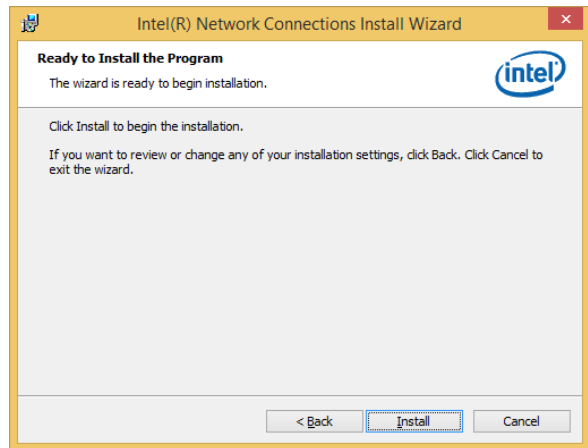 Intel(R) Network Connections Install Wizard
Ready to Install the Program
The wizard is ready to begin installation.
(intel)
Click Install to begin the installation.
If you want to review or change any of your installation settings, click Back. Click Cancel to
exit the wizard.
< Back
Install
Cancel